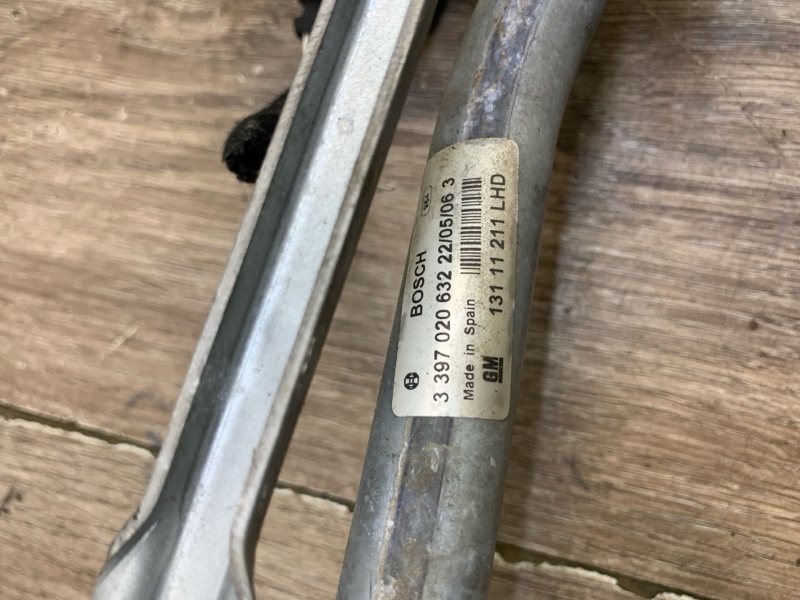 BOSCH
3 397 020 632 22/05/06 3
Made in Spain
GM 131 11 211 LHD